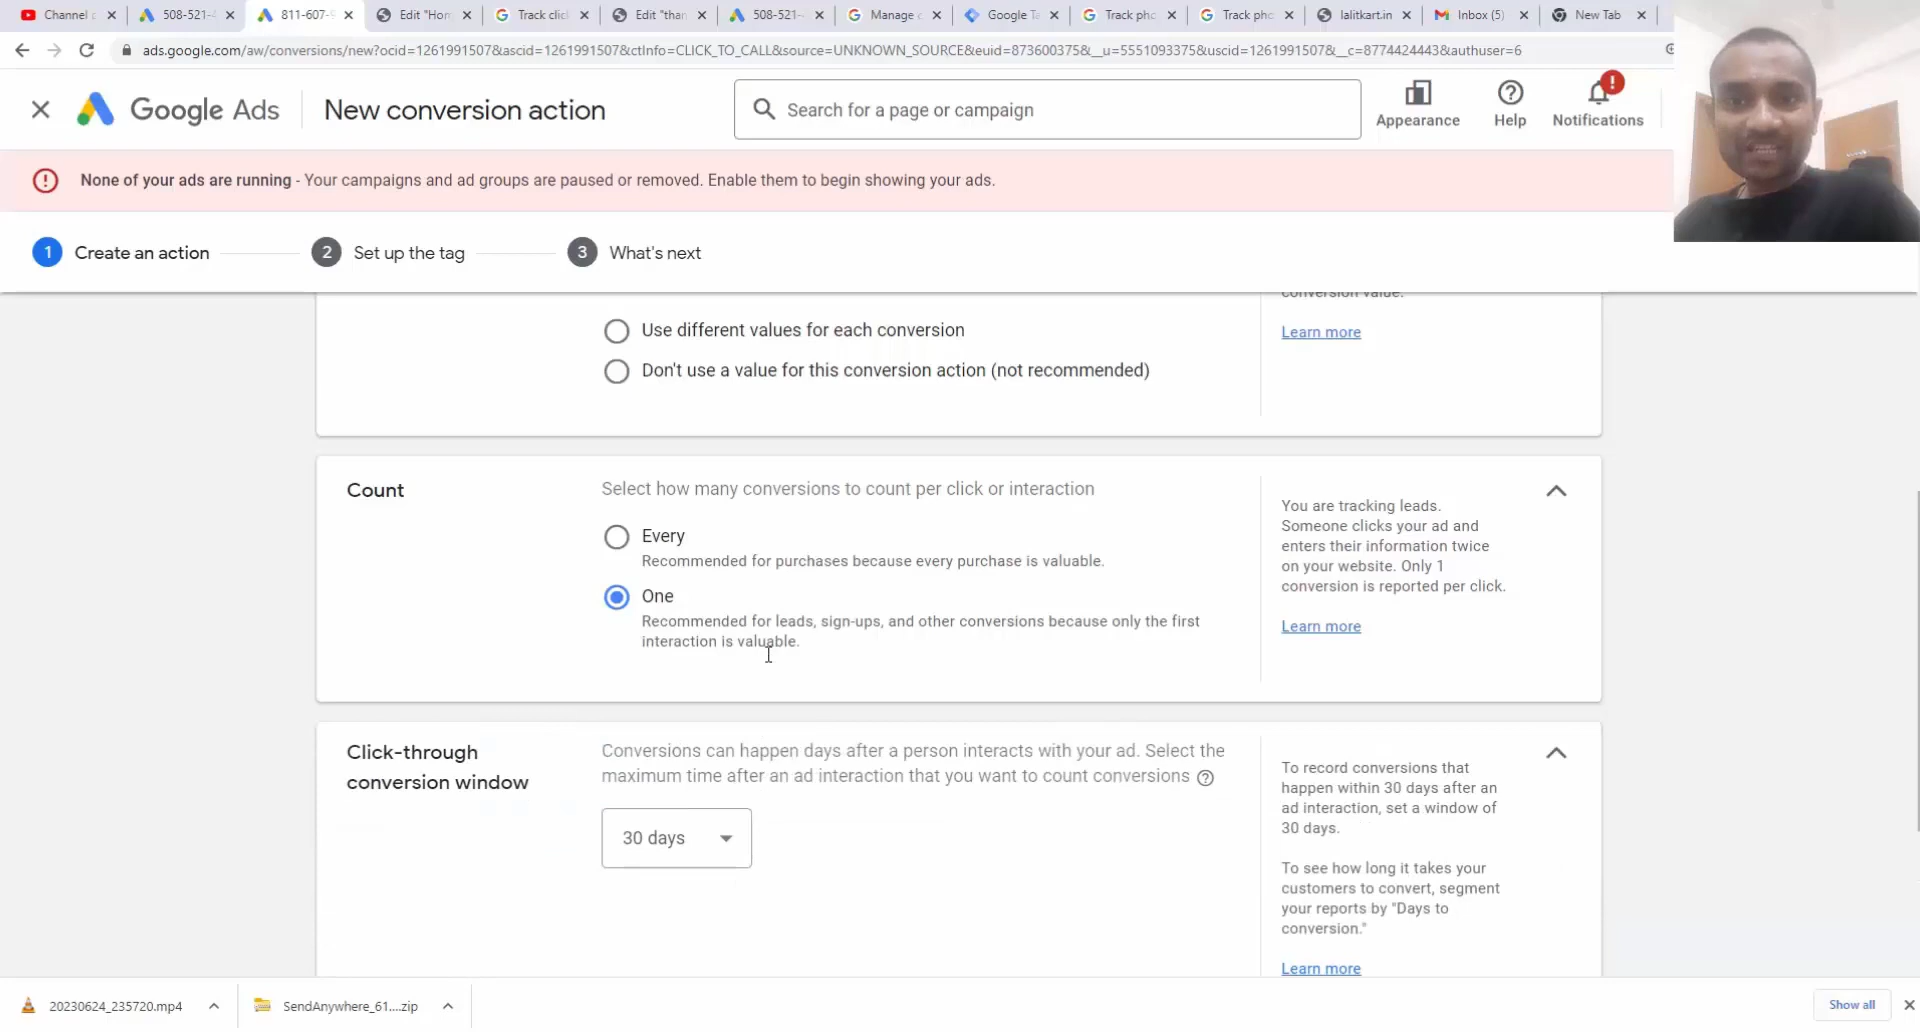 Channel
508-521-
811-607-9
Edit "Hom
Track clic
Edit "than
508-521-
Manage
Google Ta
Track pho
Track pho
lalitkart.in
Inbox (5)
New Tab
ads.google.com/aw/conversions/new?ocid=1261991507&ascid=1261991507&ctInfo=CLICK_TO_CALL&source=UNKNOWN_SOURCE&euid=873600375&__u=5551093375&uscid=1261991507&__c=8774424443&authuser=6
Google Ads
New conversion action
Search for a page or campaign
Appearance
Help
Notifications
None of your ads are running - Your campaigns and ad groups are paused or removed. Enable them to begin showing your ads.
1 Create an action
2 Set up the tag
3 What's next
conversion value.
Use different values for each conversion
Learn more
Don't use a value for this conversion action (not recommended)
Count
Select how many conversions to count per click or interaction
Every
Recommended for purchases because every purchase is valuable.
One
Recommended for leads, sign-ups, and other conversions because only the first
interaction is valuable.
You are tracking leads.
Someone clicks your ad and
enters their information twice
on your website. Only 1
conversion is reported per click.
Learn more
Click-through
conversion window
Conversions can happen days after a person interacts with your ad. Select the
maximum time after an ad interaction that you want to count conversions
30 days
To record conversions that
happen within 30 days after an
ad interaction, set a window of
30 days.
To see how long it takes your
customers to convert, segment
your reports by "Days to
conversion."
Learn more
20230624_235720.mp4
SendAnywhere_61....zip
Show all